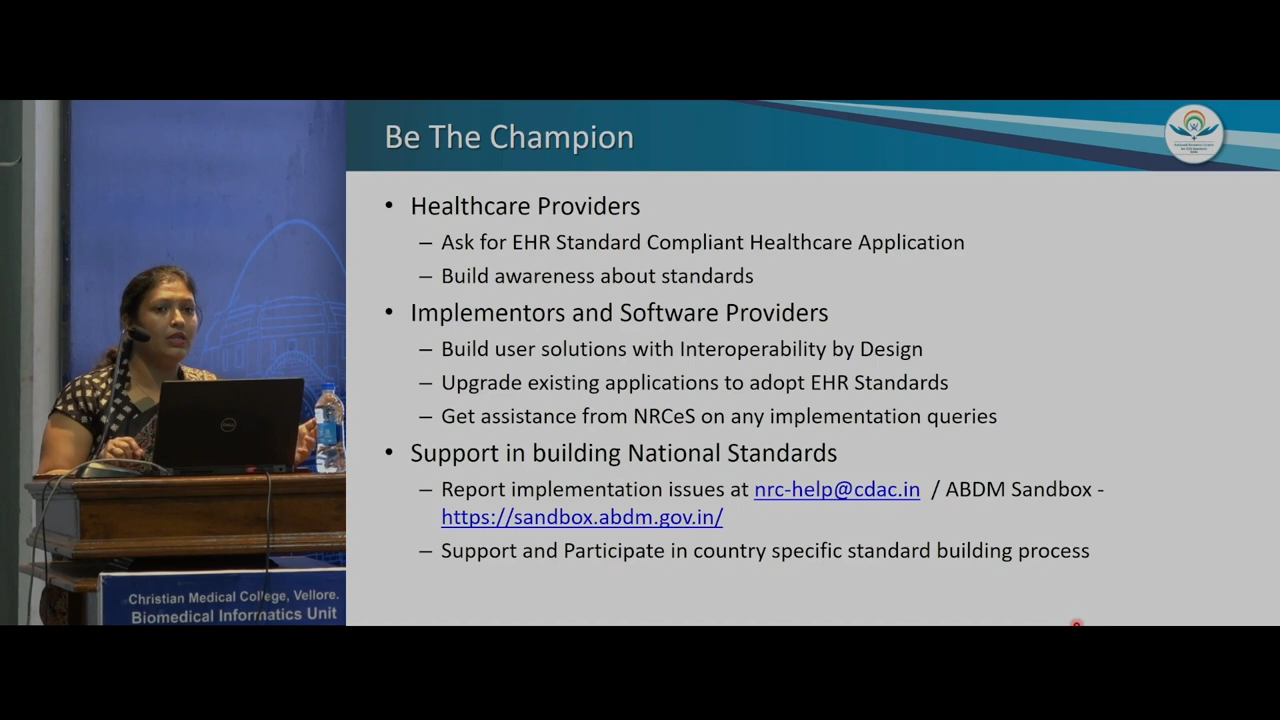 Be The Champion
• Healthcare Providers
– Ask for EHR Standard Compliant Healthcare Application
– Build awareness about standards
• Implementors and Software Providers
– Build user solutions with Interoperability by Design
– Upgrade existing applications to adopt EHR Standards
– Get assistance from NRCeS on any implementation queries
• Support in building National Standards
– Report implementation issues at nrc-help@cdac.in / ABDM Sandbox -
https://sandbox.abdm.gov.in/
– Support and Participate in country specific standard building process
DELL
Christian Medical College, Vellore.
Biomedical Informatics Unit